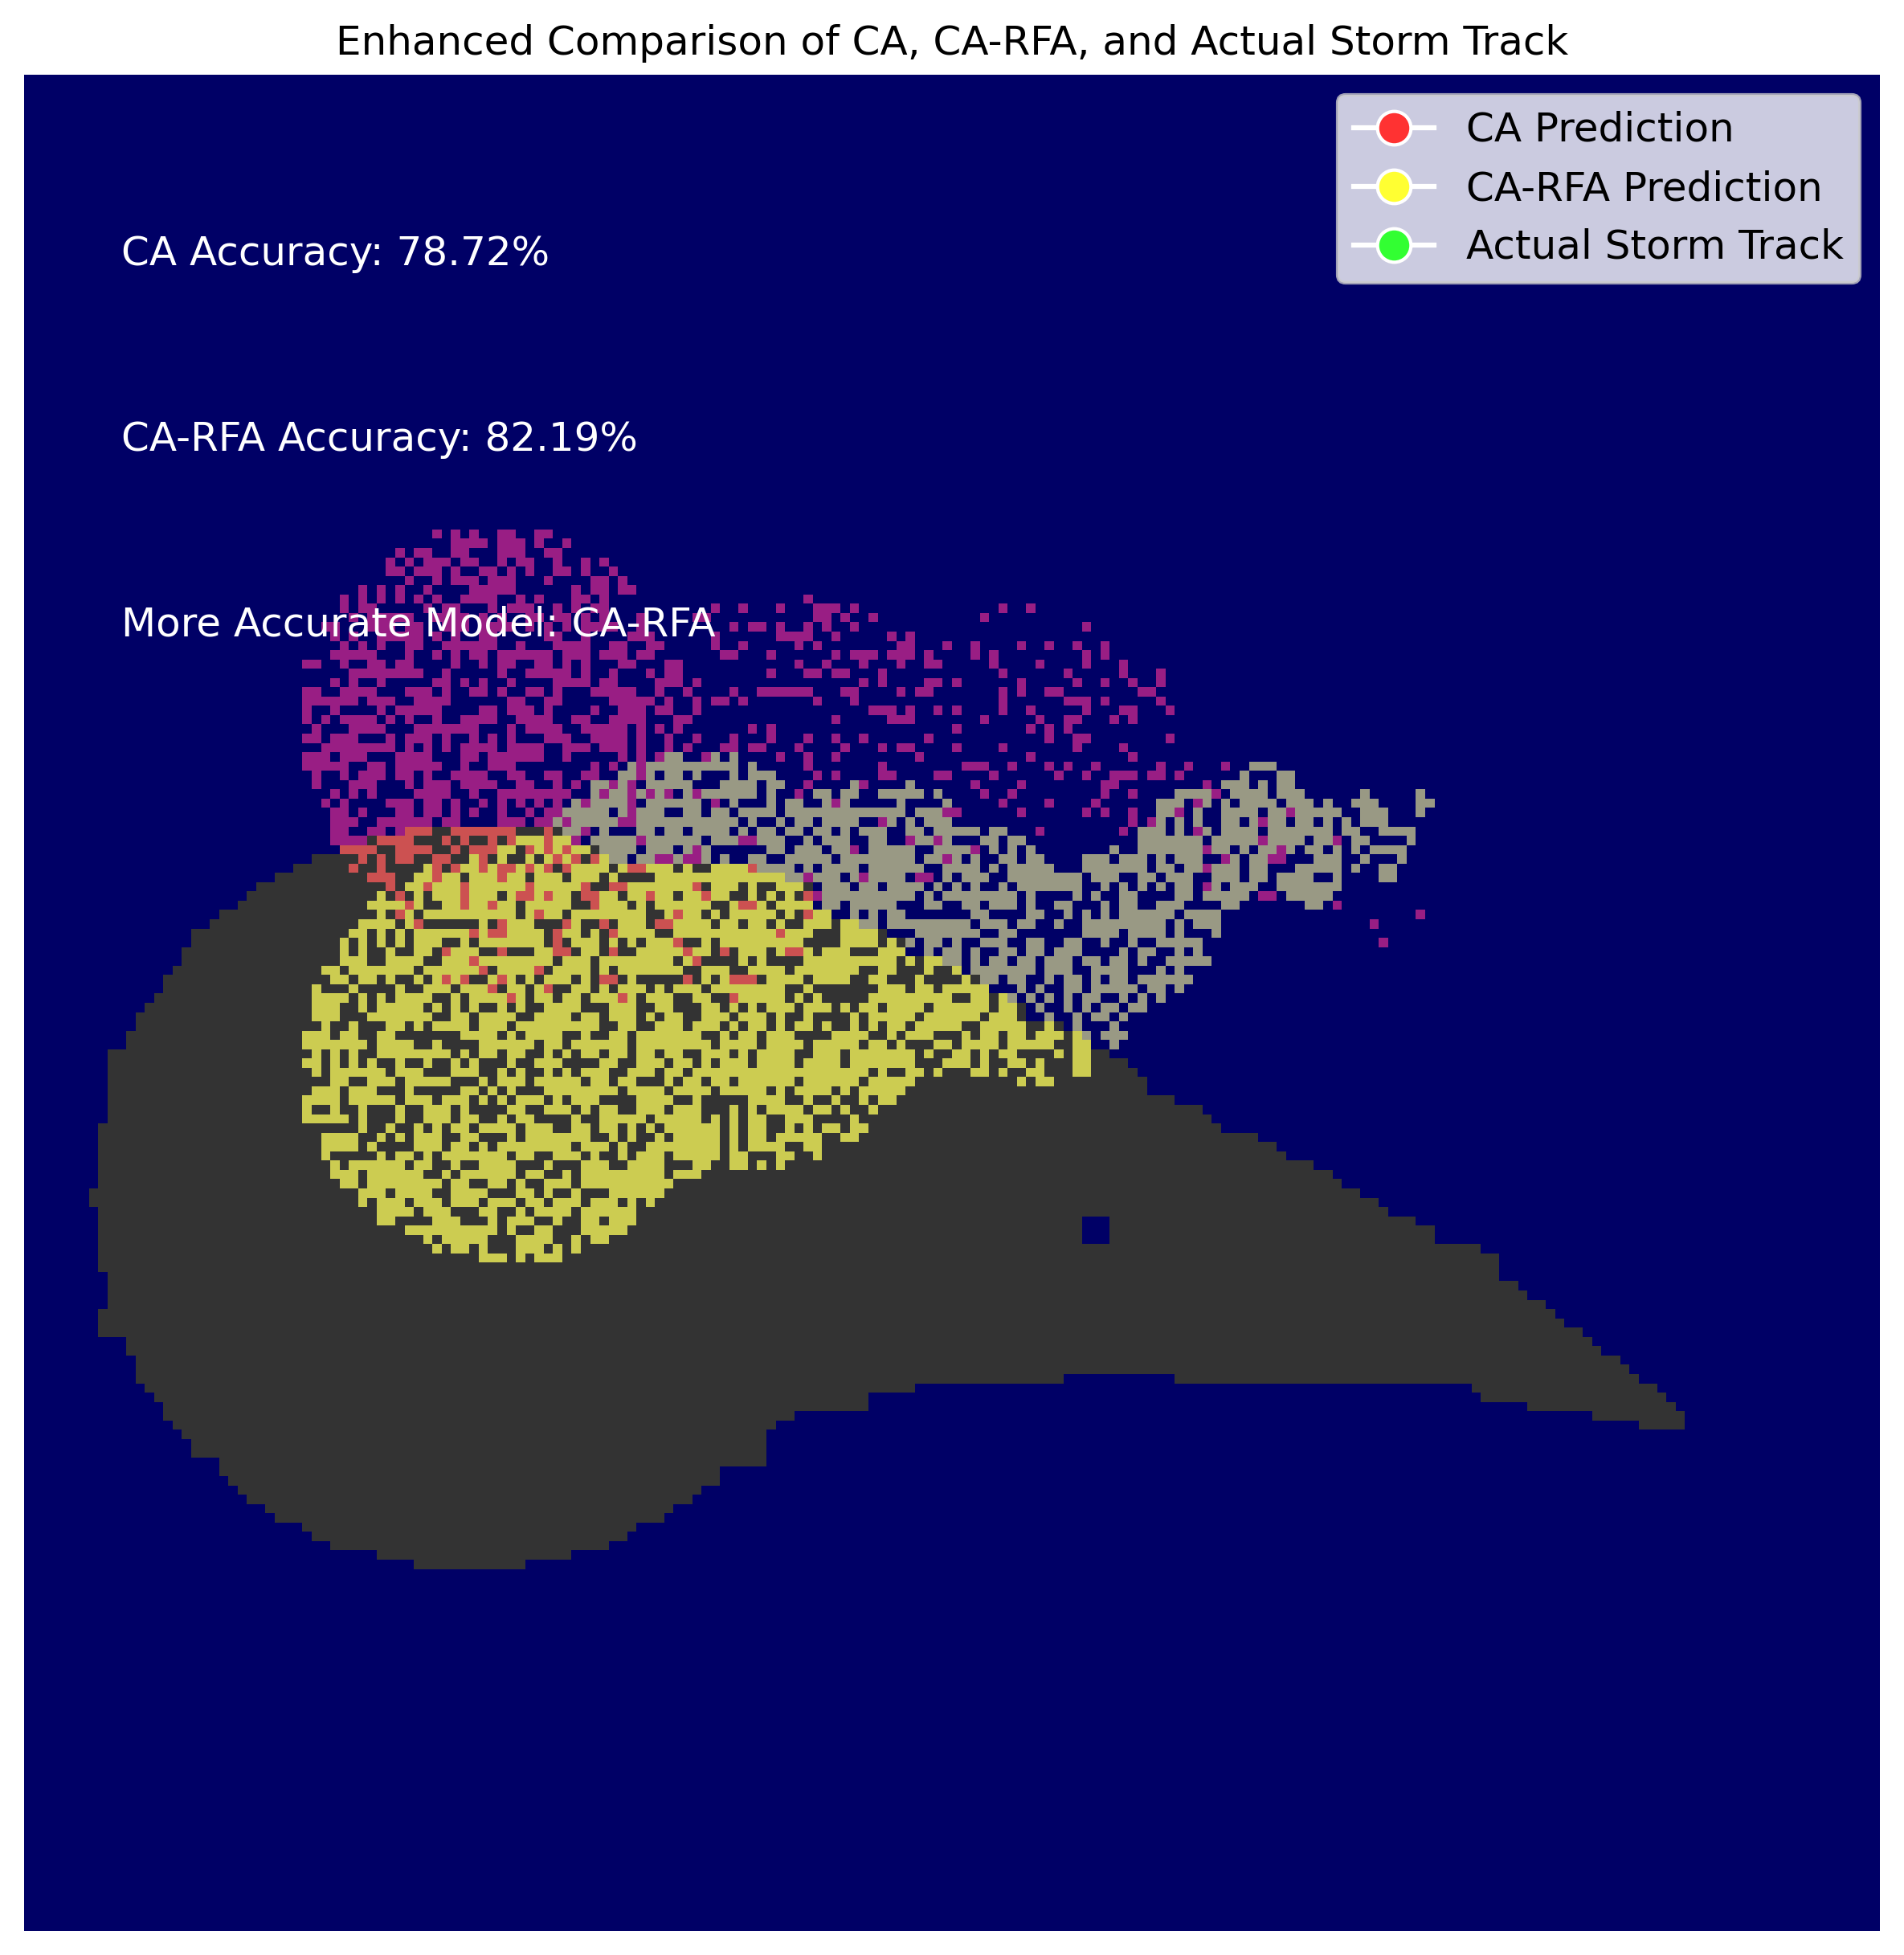 Enhanced Comparison of CA, CA-RFA, and Actual Storm Track
CA Prediction
CA-RFA Prediction
Actual Storm Track
CA Accuracy: 78.72%
CA-RFA Accuracy: 82.19%
More Accurate Model: CA-RFA